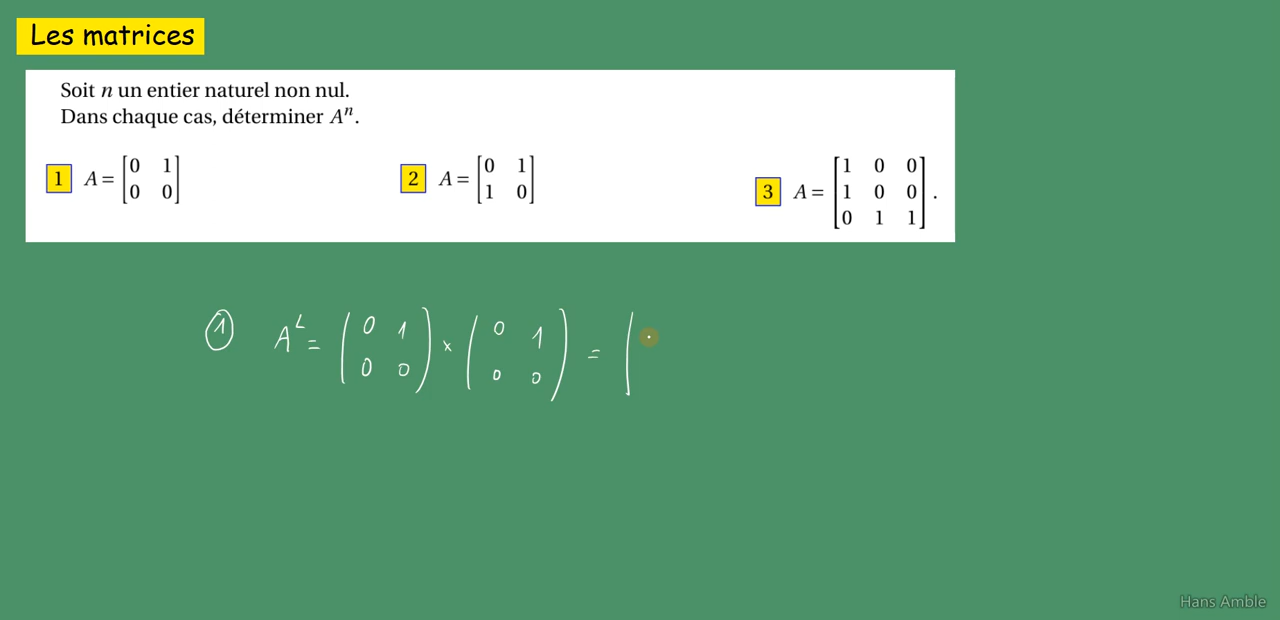 Les matrices
Soit n un entier naturel non nul.
Dans chaque cas, déterminer Aⁿ.
1 A = [0 1; 0 0] 2 A = [0 1; 1 0] 3 A = [1 0 0; 1 0 0; 0 1 1].
① A² = (0 1; 0 0) × (0 1; 0 0) = (
Hans Amble